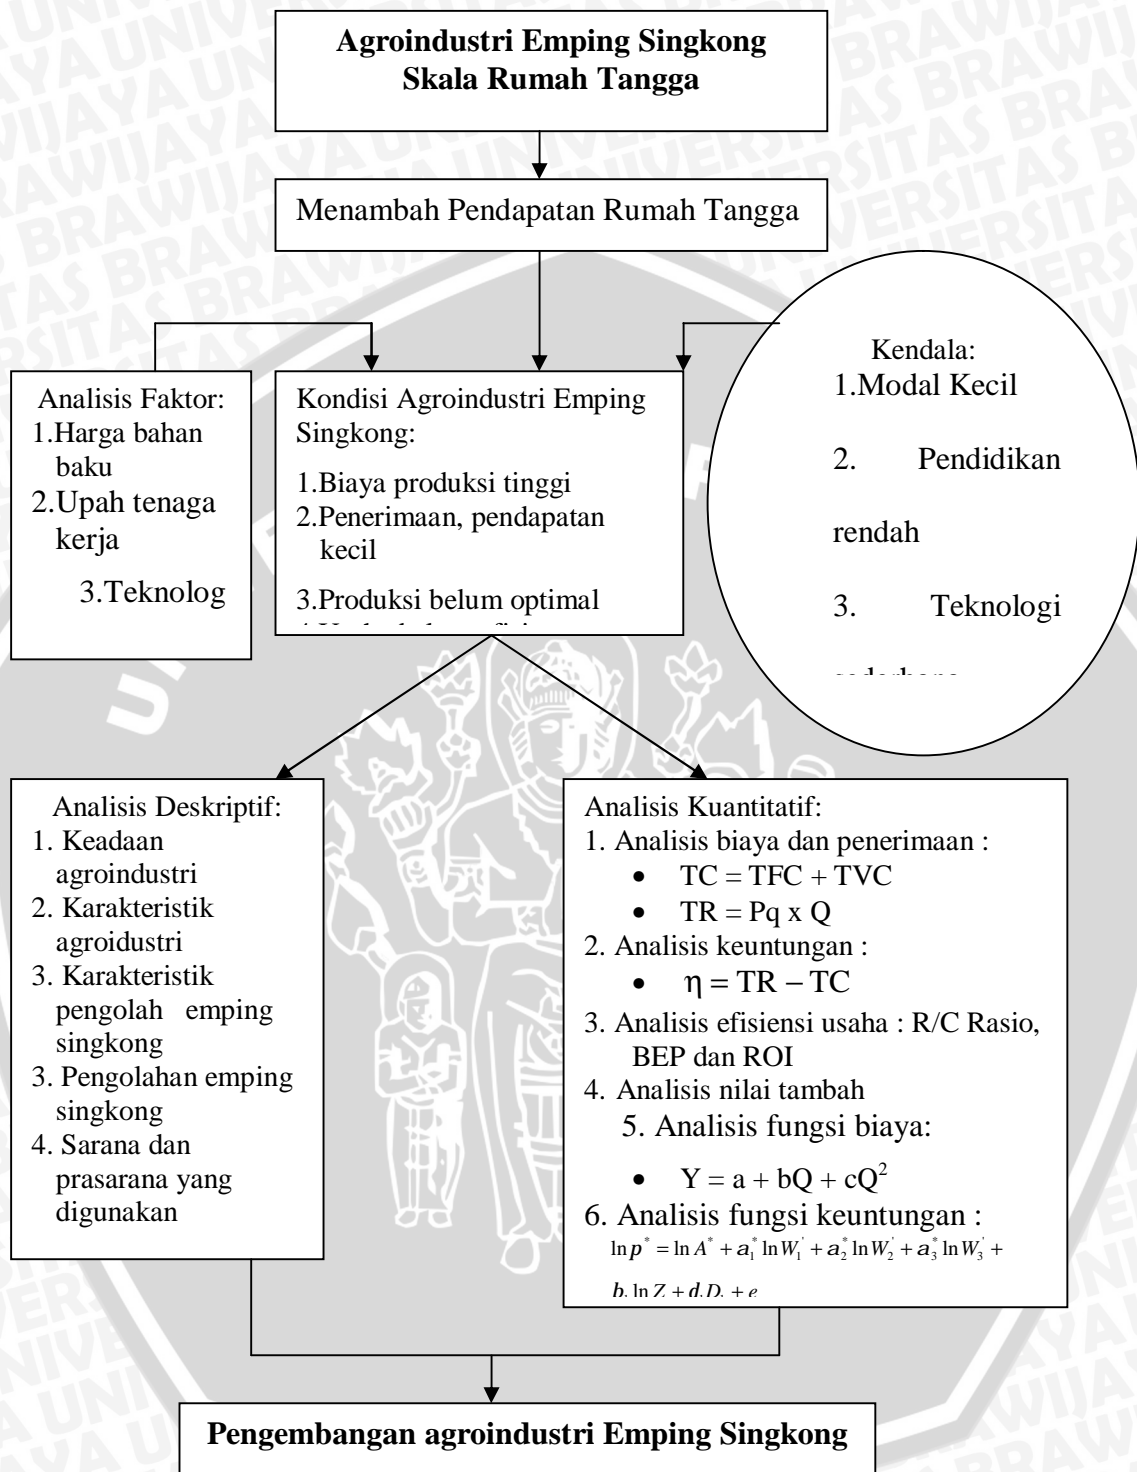 Agroindustri Emping Singkong
Skala Rumah Tangga
Menambah Pendapatan Rumah Tangga
Analisis Faktor:
1.Harga bahan
baku
2.Upah tenaga
kerja
3.Teknolog
Kondisi Agroindustri Emping
Singkong:
1.Biaya produksi tinggi
2.Penerimaan, pendapatan
kecil
3.Produksi belum optimal
Kendala:
1.Modal Kecil
2. Pendidikan
rendah
3. Teknologi
Analisis Deskriptif:
1. Keadaan
agroindustri
2. Karakteristik
agroidustri
3. Karakteristik
pengolah emping
singkong
3. Pengolahan emping
singkong
4. Sarana dan
prasarana yang
digunakan
Analisis Kuantitatif:
1. Analisis biaya dan penerimaan :
• TC = TFC + TVC
• TR = Pq x Q
2. Analisis keuntungan :
• η = TR – TC
3. Analisis efisiensi usaha : R/C Rasio,
BEP dan ROI
4. Analisis nilai tambah
5. Analisis fungsi biaya:
• Y = a + bQ + cQ²
6. Analisis fungsi keuntungan :
ln p* = ln A* + a₁* ln W₁' + a₂* ln W₂' + a₃* ln W₃' +
ln Z +
Pengembangan agroindustri Emping Singkong